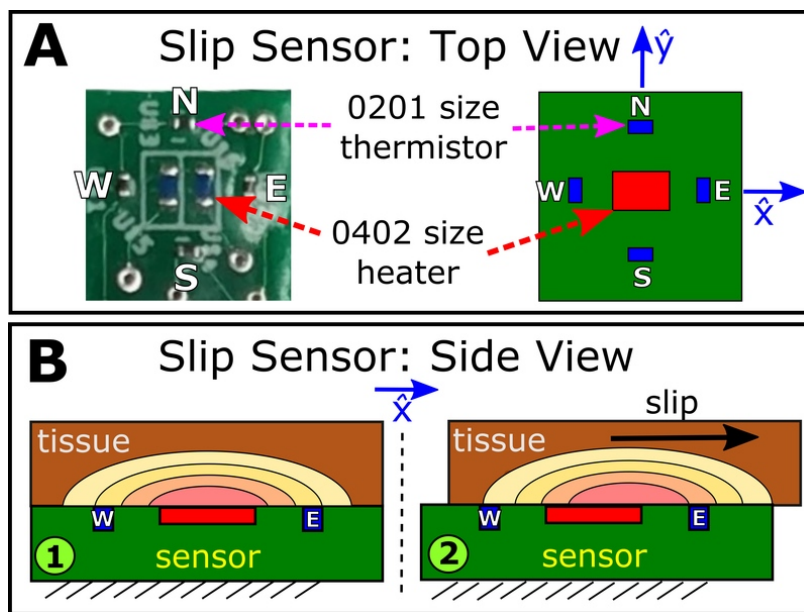 A
Slip Sensor: Top View
ŷ
N
W
E
S
0201 size
thermistor
0402 size
heater
N
W
E
S
x̂
B
Slip Sensor: Side View
x̂
tissue
W
E
1
sensor
slip
tissue
W
E
2
sensor